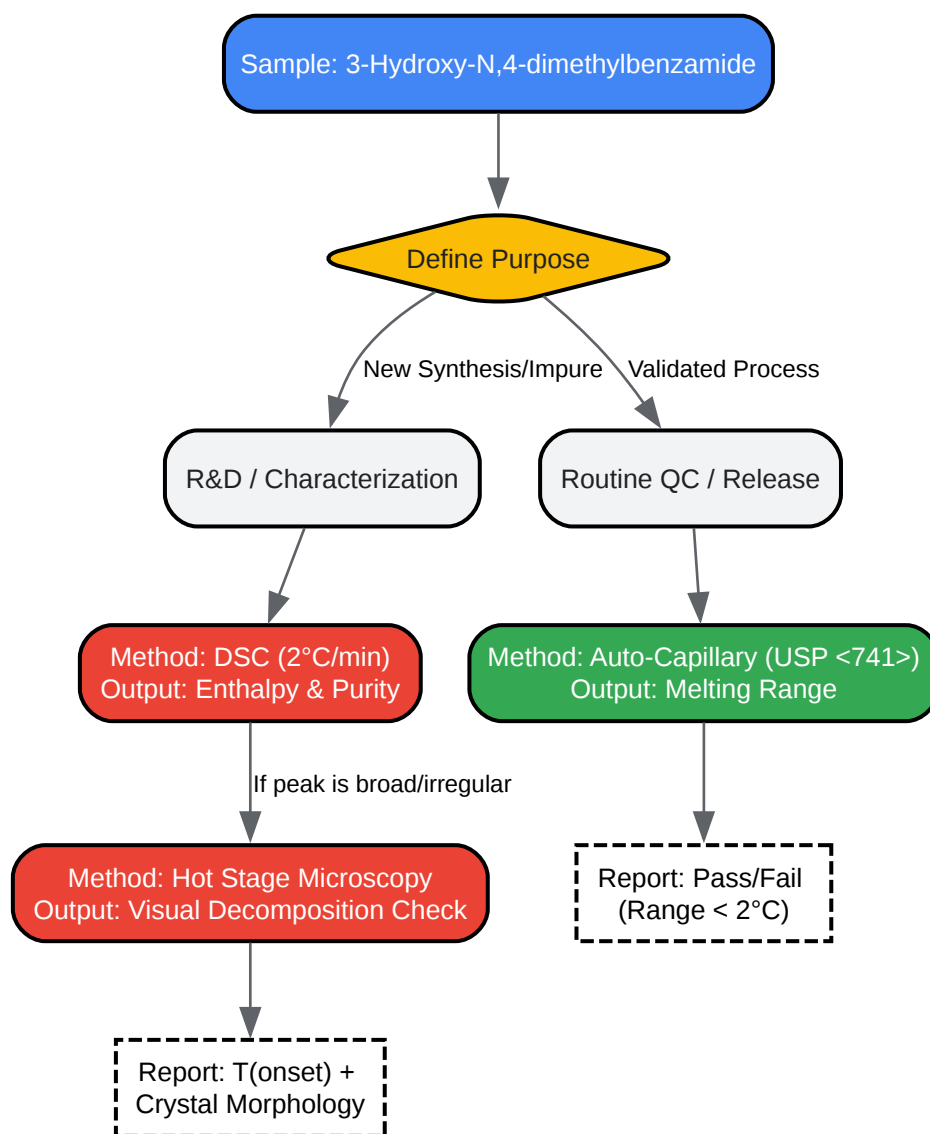 Sample: 3-Hydroxy-N,4-dimethylbenzamide
Define Purpose
New Synthesis/Impure
Validated Process
R&D / Characterization
Routine QC / Release
Method: DSC (2°C/min)
Output: Enthalpy & Purity
Method: Auto-Capillary (USP <741>)
Output: Melting Range
If peak is broad/irregular
Method: Hot Stage Microscopy
Output: Visual Decomposition Check
Report: Pass/Fail
(Range < 2°C)
Report: T(onset) +
Crystal Morphology